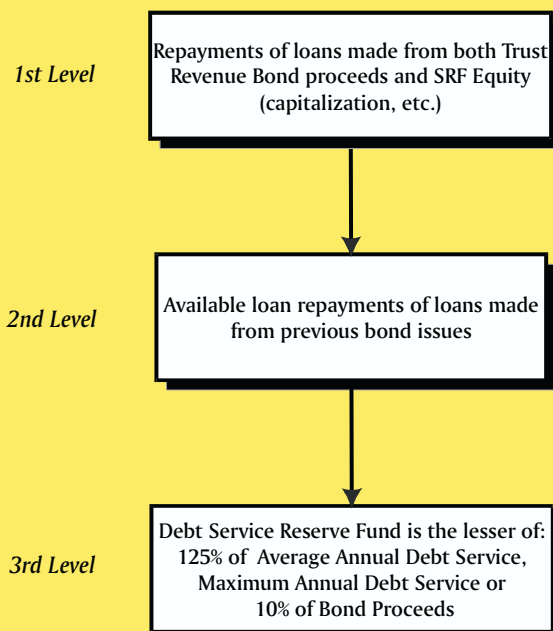 1st Level
Repayments of loans made from both Trust
Revenue Bond proceeds and SRF Equity
(capitalization, etc.)
2nd Level
Available loan repayments of loans made
from previous bond issues
3rd Level
Debt Service Reserve Fund is the lesser of:
125% of Average Annual Debt Service,
Maximum Annual Debt Service or
10% of Bond Proceeds